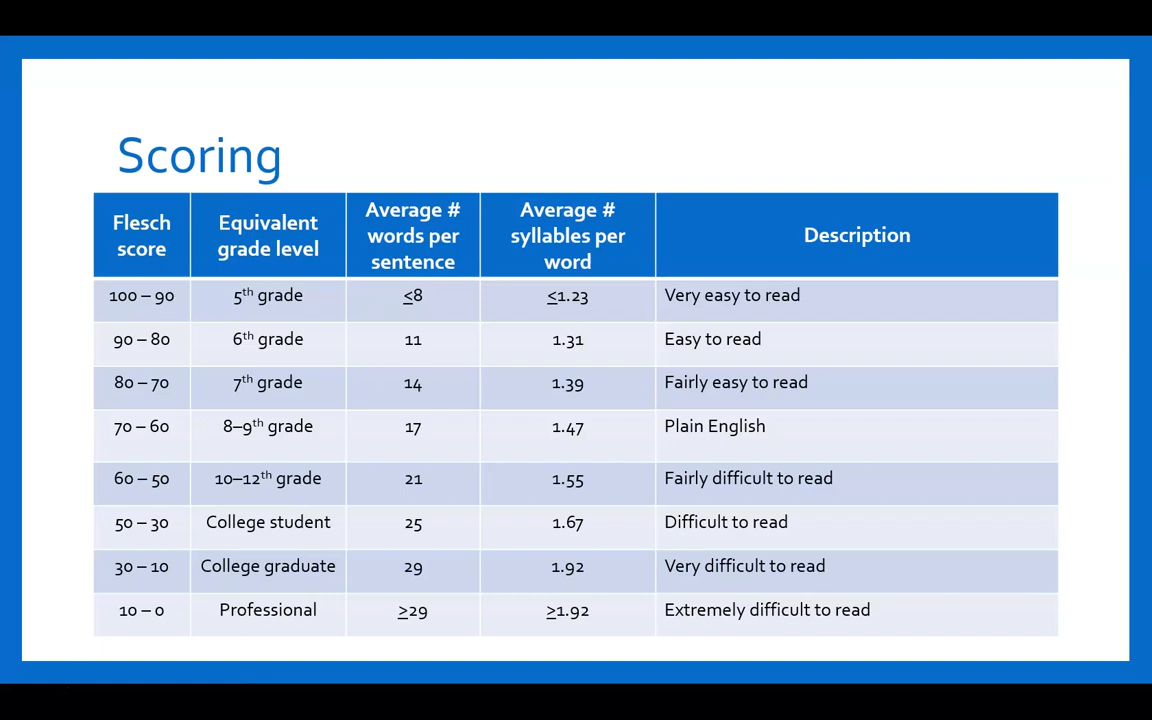 Scoring
Flesch score | Equivalent grade level | Average # words per sentence | Average # syllables per word | Description
100 – 90 | 5th grade | ≤8 | ≤1.23 | Very easy to read
90 – 80 | 6th grade | 11 | 1.31 | Easy to read
80 – 70 | 7th grade | 14 | 1.39 | Fairly easy to read
70 – 60 | 8–9th grade | 17 | 1.47 | Plain English
60 – 50 | 10–12th grade | 21 | 1.55 | Fairly difficult to read
50 – 30 | College student | 25 | 1.67 | Difficult to read
30 – 10 | College graduate | 29 | 1.92 | Very difficult to read
10 – 0 | Professional | ≥29 | ≥1.92 | Extremely difficult to read